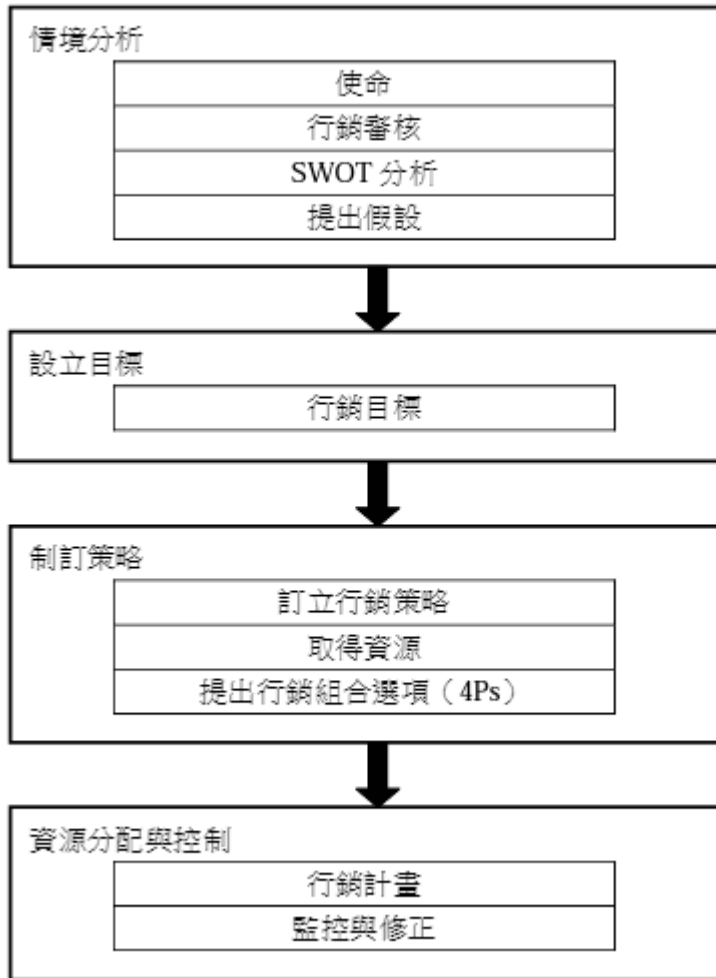 情境分析
使命
行銷審核
SWOT 分析
提出假設
設立目標
行銷目標
制訂策略
訂立行銷策略
取得資源
提出行銷組合選項（4Ps）
資源分配與控制
行銷計畫
監控與修正